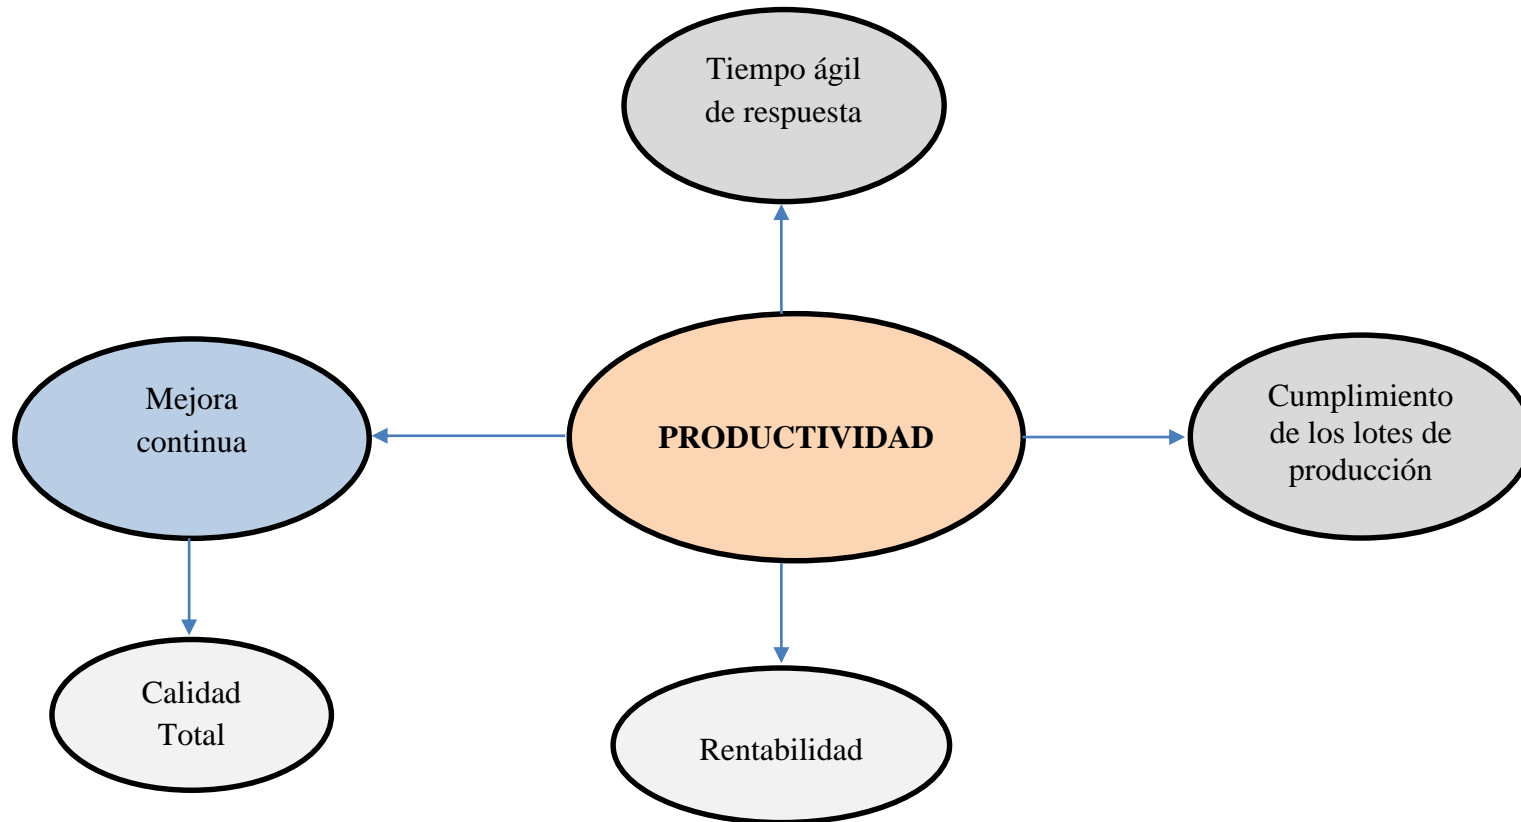 Tiempo ágil
de respuesta
Mejora
continua
PRODUCTIVIDAD
Cumplimiento
de los lotes de
producción
Calidad
Total
Rentabilidad